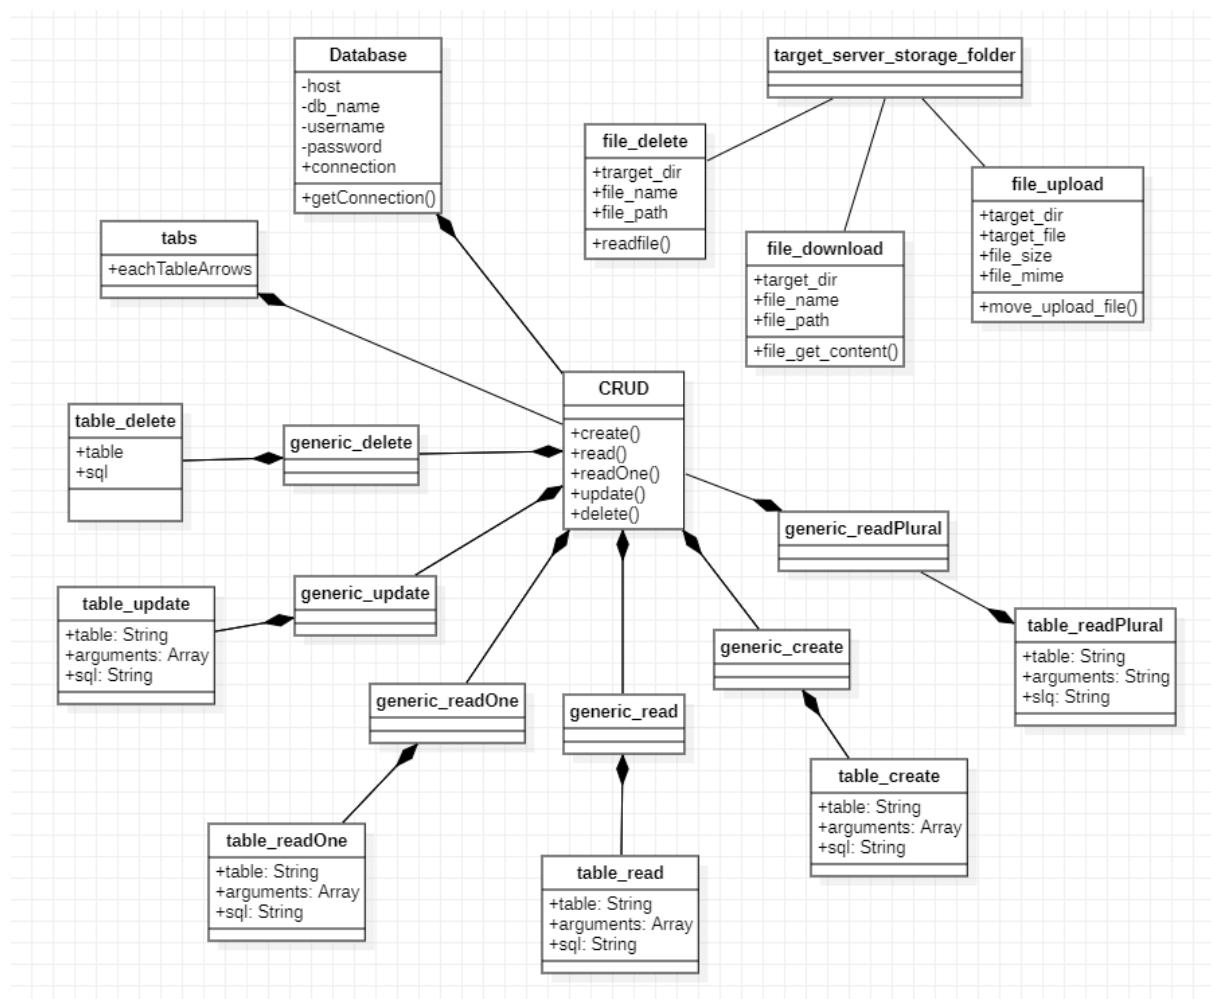 Database
-host
-db_name
-username
-password
+connection
+getConnection()
target_server_storage_folder
file_delete
+trarget_dir
+file_name
+file_path
+readfile()
file_download
+target_dir
+file_name
+file_path
+file_get_content()
file_upload
+target_dir
+target_file
+file_size
+file_mime
+move_upload_file()
tabs
+eachTableArrows
CRUD
+create()
+read()
+readOne()
+update()
+delete()
table_delete
+table
+sql
generic_delete
generic_readPlural
generic_update
table_update
+table: String
+arguments: Array
+sql: String
table_readPlural
+table: String
+arguments: String
+slq: String
generic_create
generic_readOne
generic_read
table_create
+table: String
+arguments: Array
+sql: String
table_readOne
+table: String
+arguments: Array
+sql: String
table_read
+table: String
+arguments: Array
+sql: String